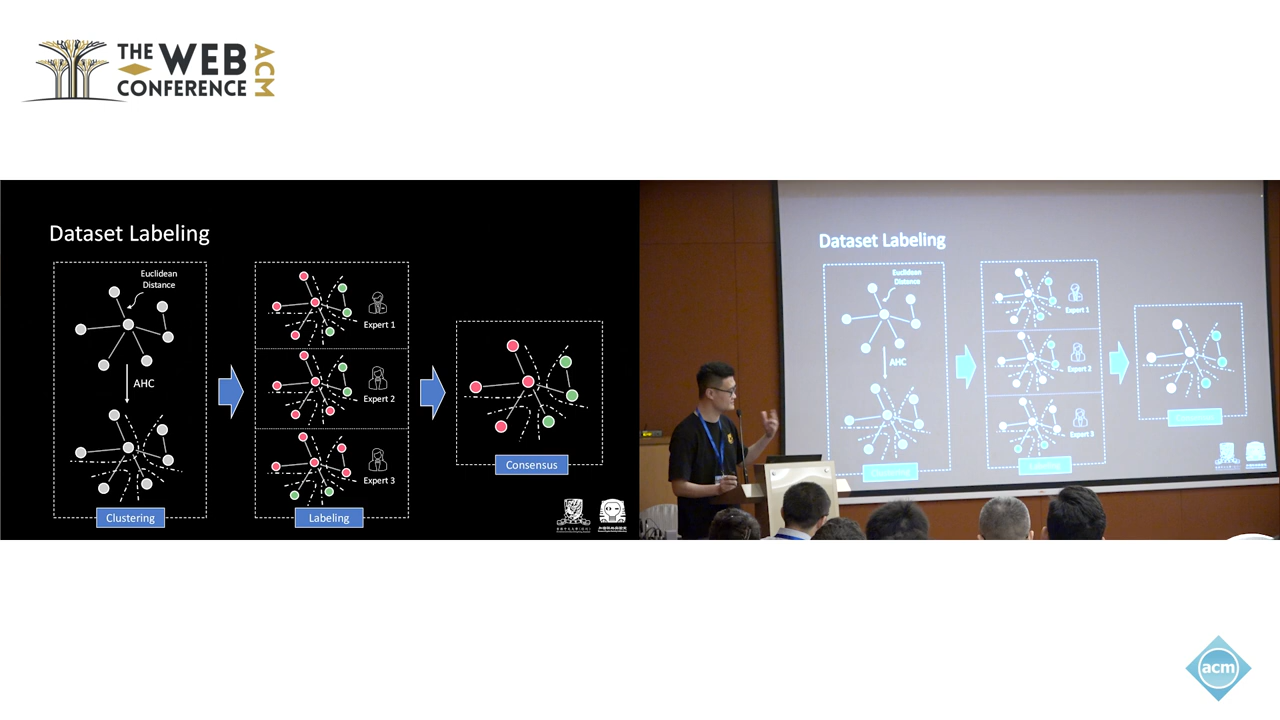 THE WEB
CONFERENCE
ACM
Dataset Labeling
Euclidean
Distance
AHC
Clustering
Expert 1
Expert 2
Expert 3
Labeling
Consensus
Dataset Labeling
Euclidean
Distance
AHC
Expert 1
Expert 2
Expert 3
acm